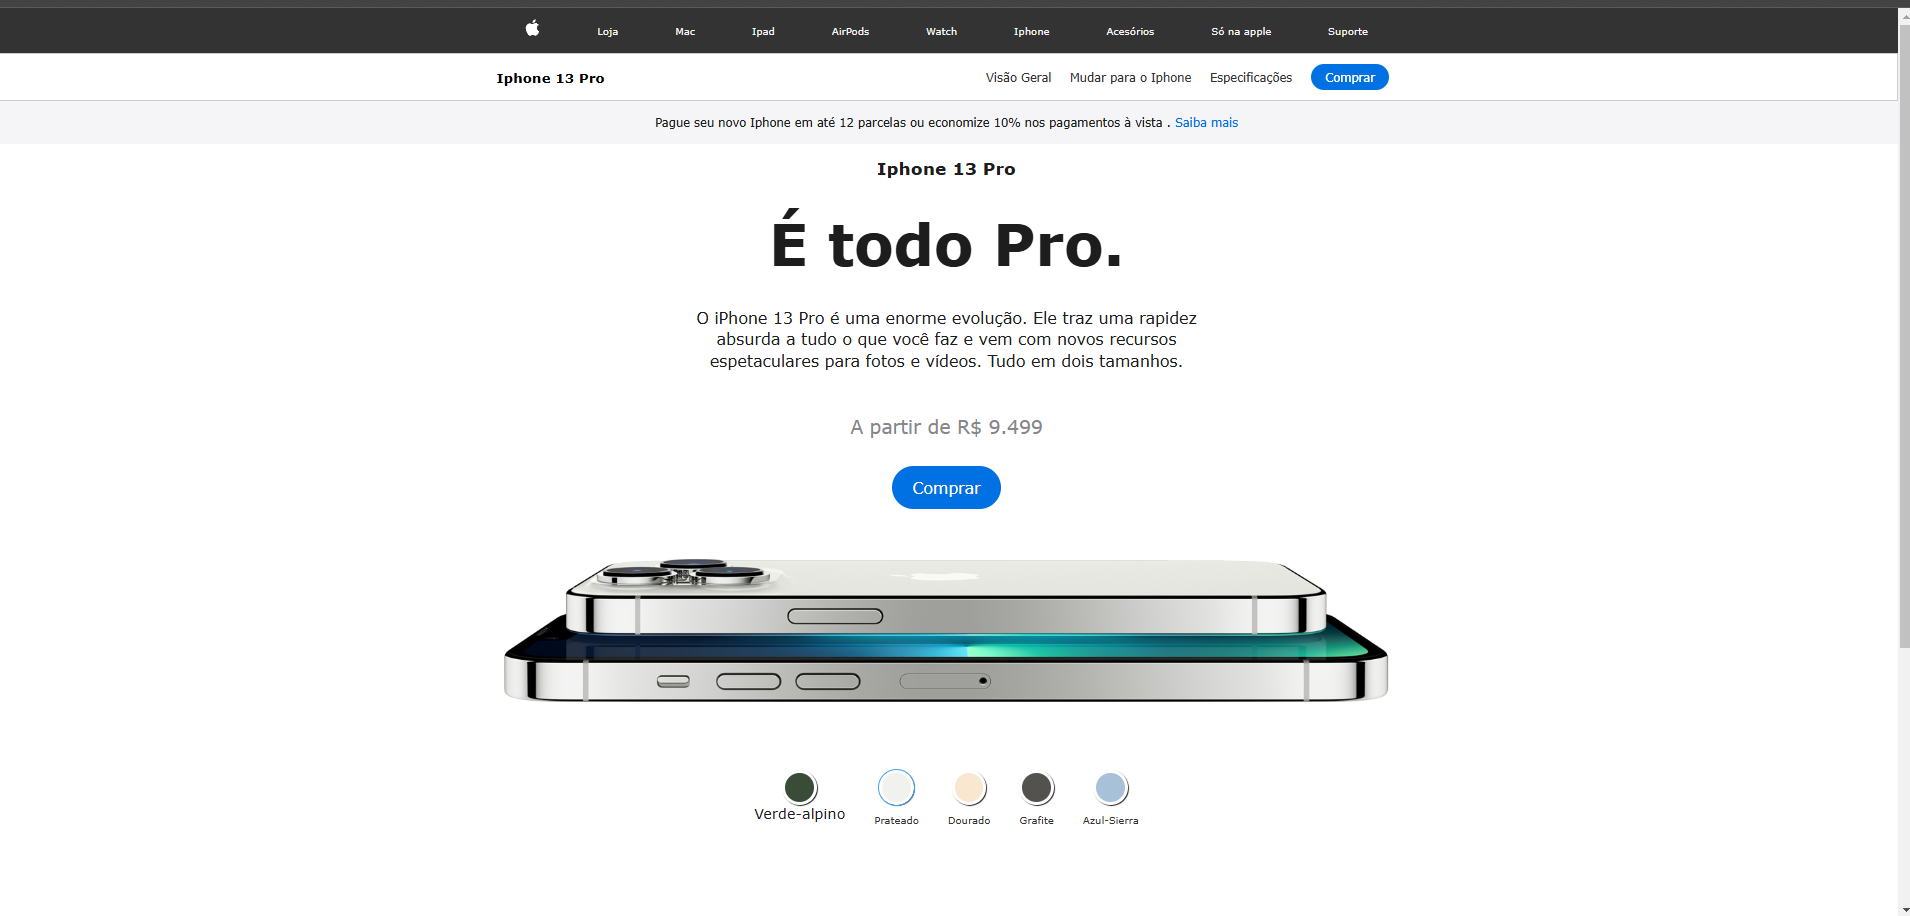 Loja Mac Ipad AirPods Watch Iphone Acesórios Só na apple Suporte
Iphone 13 Pro Visão Geral Mudar para o Iphone Especificações Comprar
Pague seu novo Iphone em até 12 parcelas ou economize 10% nos pagamentos à vista . Saiba mais
Iphone 13 Pro
É todo Pro.
O iPhone 13 Pro é uma enorme evolução. Ele traz uma rapidez
absurda a tudo o que você faz e vem com novos recursos
espetaculares para fotos e vídeos. Tudo em dois tamanhos.
A partir de R$ 9.499
Comprar
Verde-alpino Prateado Dourado Grafite Azul-Sierra